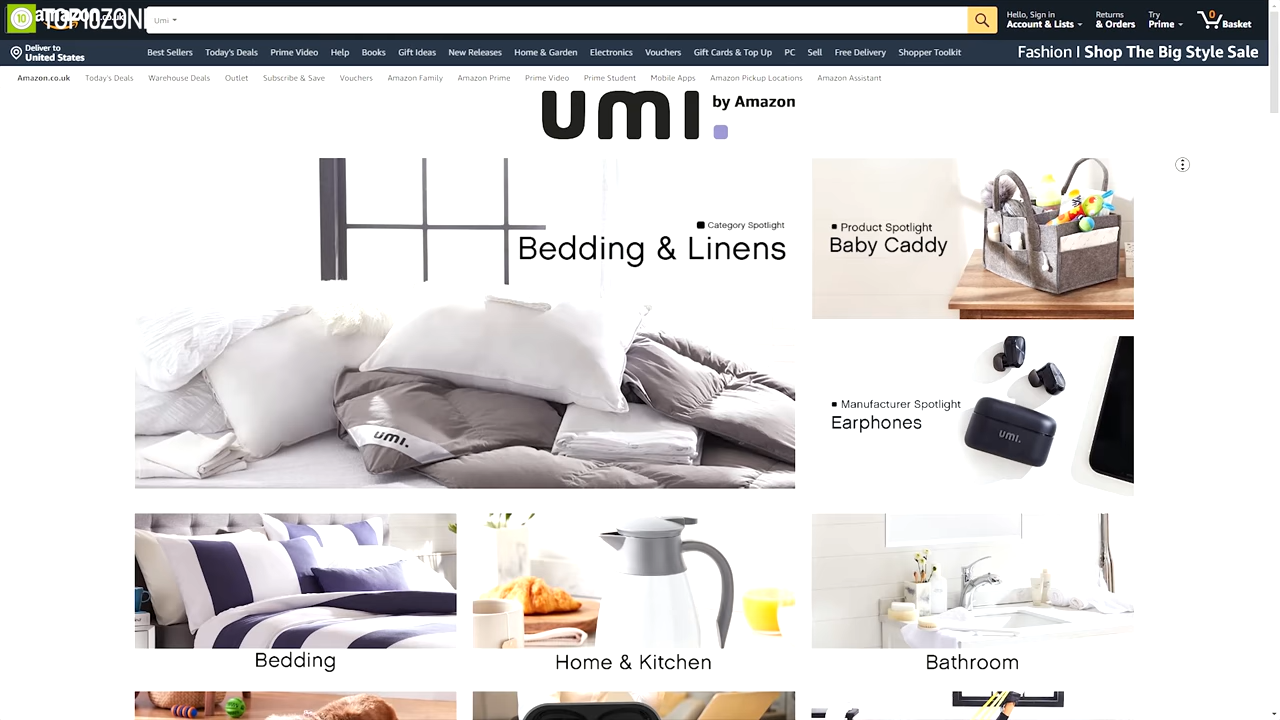 10 TOP10ZONE
amazon.co.uk
Umi
Hello, Sign in
Account & Lists
Returns
& Orders
Try
Prime
0
Basket
Deliver to
United States
Best Sellers Today's Deals Prime Video Help Books Gift Ideas New Releases Home & Garden Electronics Vouchers Gift Cards & Top Up PC Sell Free Delivery Shopper Toolkit
Fashion | Shop The Big Style Sale
Amazon.co.uk Today's Deals Warehouse Deals Outlet Subscribe & Save Vouchers Amazon Family Amazon Prime Prime Video Prime Student Mobile Apps Amazon Pickup Locations Amazon Assistant
umi. by Amazon
Category Spotlight
Bedding & Linens
Product Spotlight
Baby Caddy
Manufacturer Spotlight
Earphones
umi.
umi.
Bedding
Home & Kitchen
Bathroom